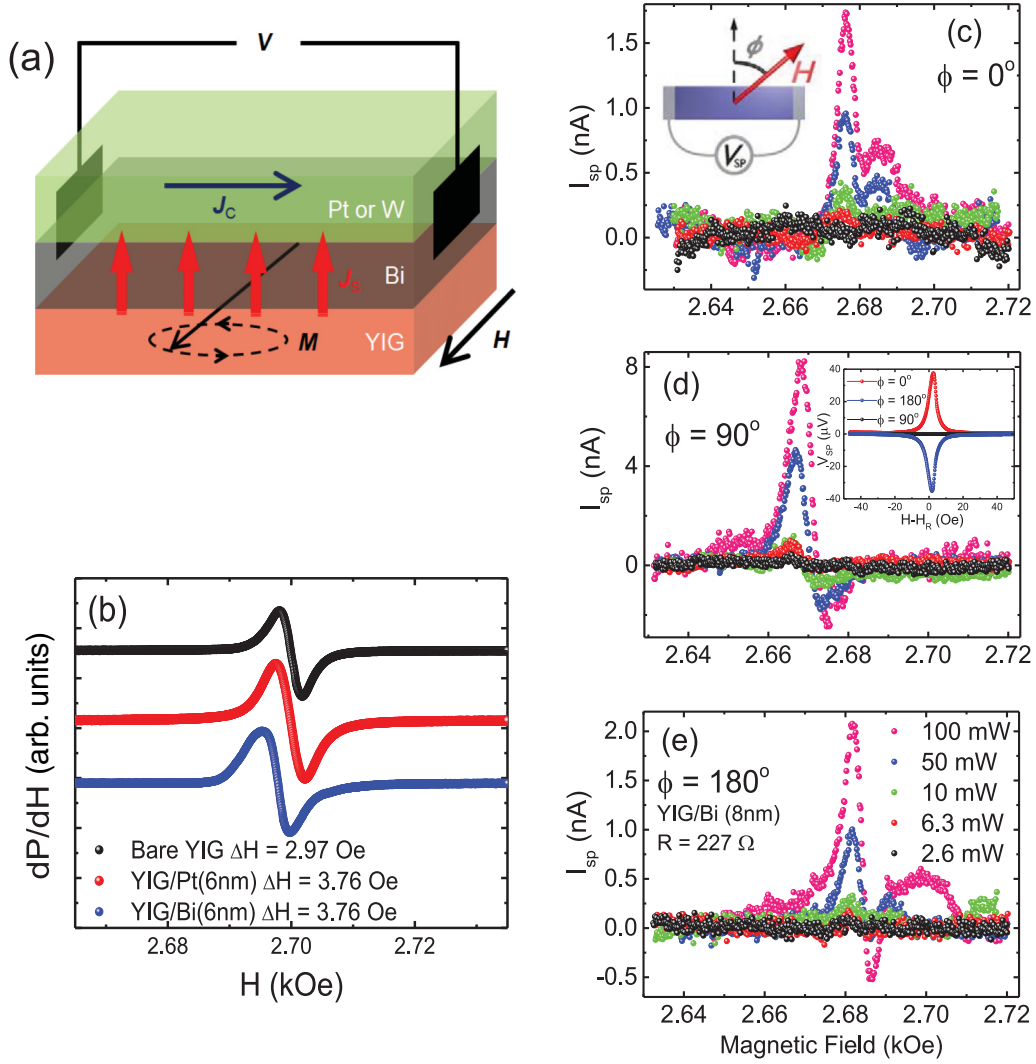 (a)
V
J_C
Pt or W
J_S
Bi
M
YIG
H
(b)
dP/dH (arb. units)
Bare YIG ΔH = 2.97 Oe
YIG/Pt(6nm) ΔH = 3.76 Oe
YIG/Bi(6nm) ΔH = 3.76 Oe
2.68 2.70 2.72
H (kOe)
(c)
ϕ = 0°
ϕ
H
V_SP
I_sp (nA)
1.5
1.0
0.5
0.0
2.64 2.66 2.68 2.70 2.72
(d)
ϕ = 90°
I_sp (nA)
8
4
0
2.64 2.66 2.68 2.70 2.72
ϕ = 0°
ϕ = 180°
ϕ = 90°
V_SP (μV)
40
20
0
-20
-40
-40 -20 0 20 40
H-H_R (Oe)
(e)
ϕ = 180°
YIG/Bi (8nm)
R = 227 Ω
100 mW
50 mW
10 mW
6.3 mW
2.6 mW
I_sp (nA)
2.0
1.5
1.0
0.5
0.0
-0.5
2.64 2.66 2.68 2.70 2.72
Magnetic Field (kOe)